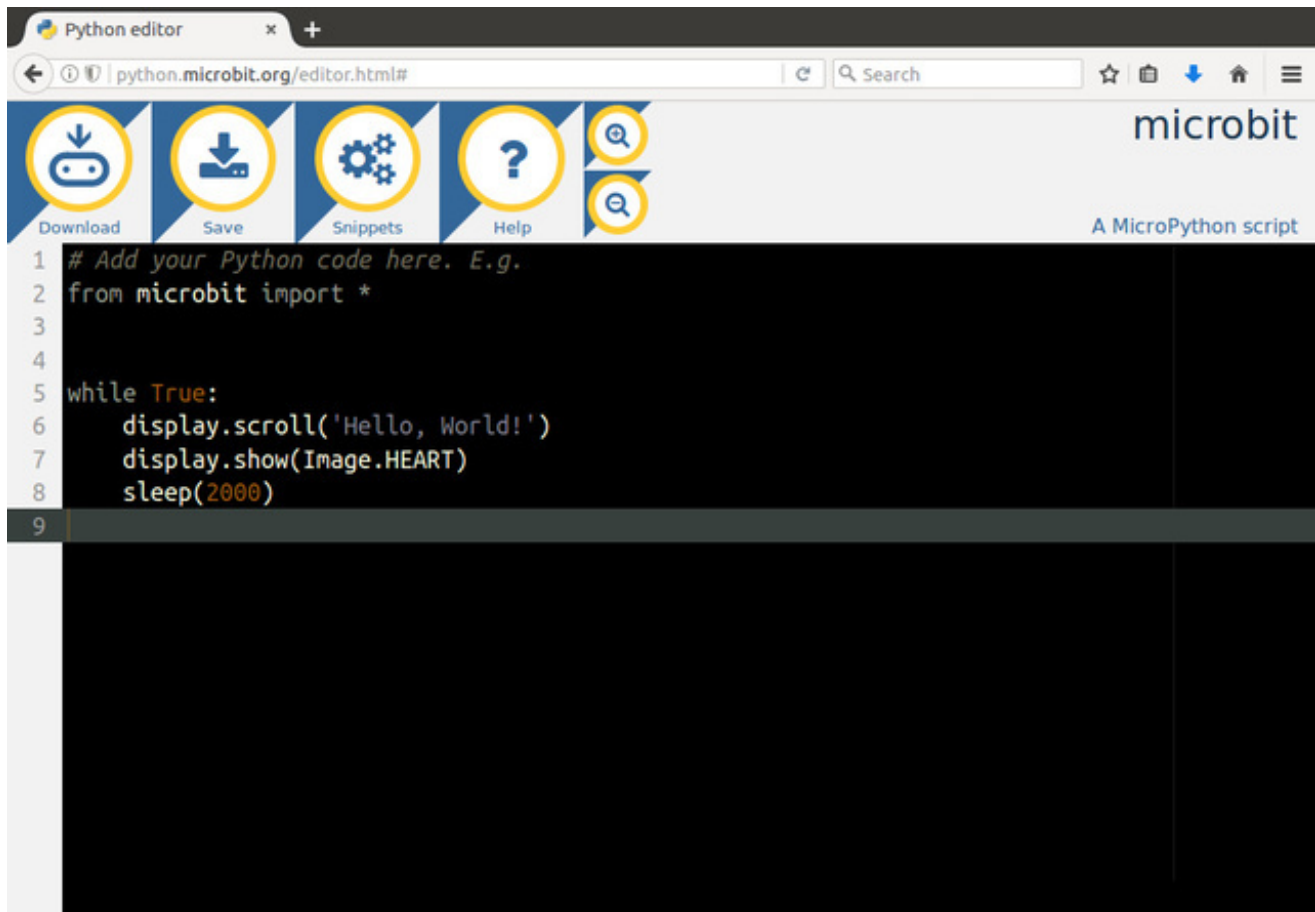 Python editor
python.microbit.org/editor.html#
Search
microbit
Download
Save
Snippets
Help
A MicroPython script
1 # Add your Python code here. E.g.
2 from microbit import *
3
4
5 while True:
6     display.scroll('Hello, World!')
7     display.show(Image.HEART)
8     sleep(2000)
9